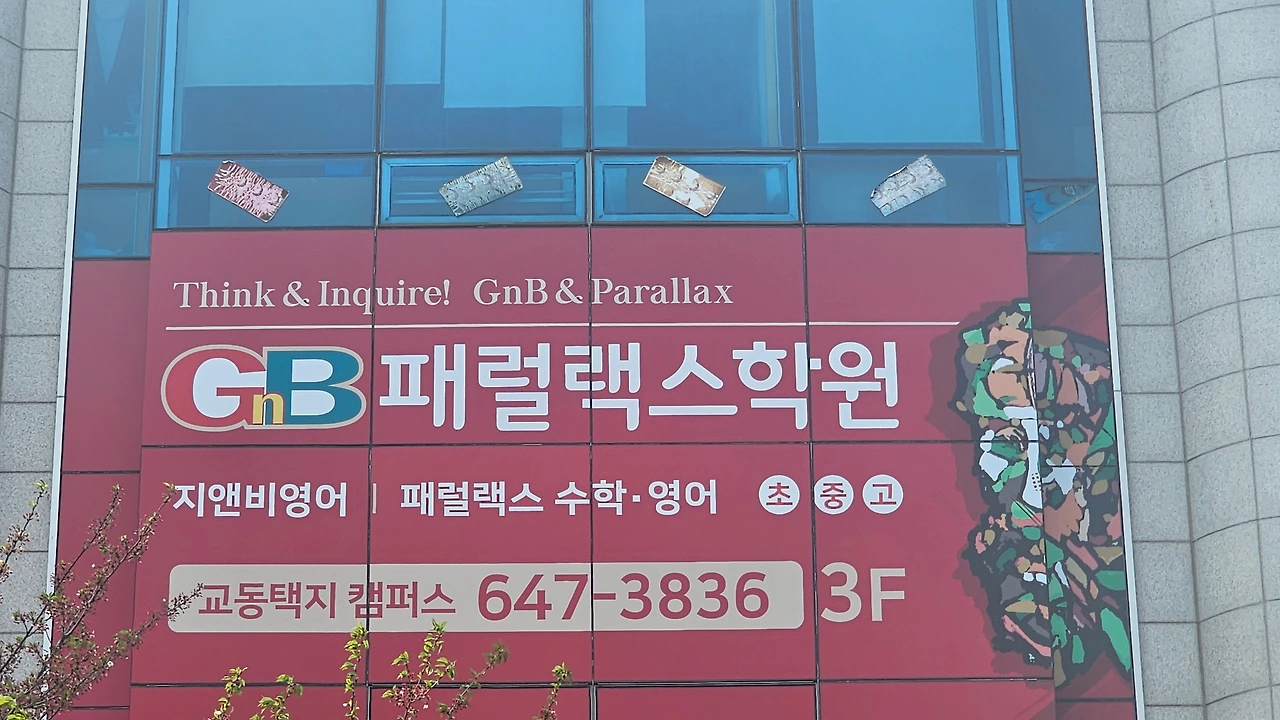 Think & Inquire! GnB & Parallax
GnB 패럴랙스학원
지앤비영어 | 패럴랙스 수학·영어 초 중 고
교동택지 캠퍼스 647-3836 3F